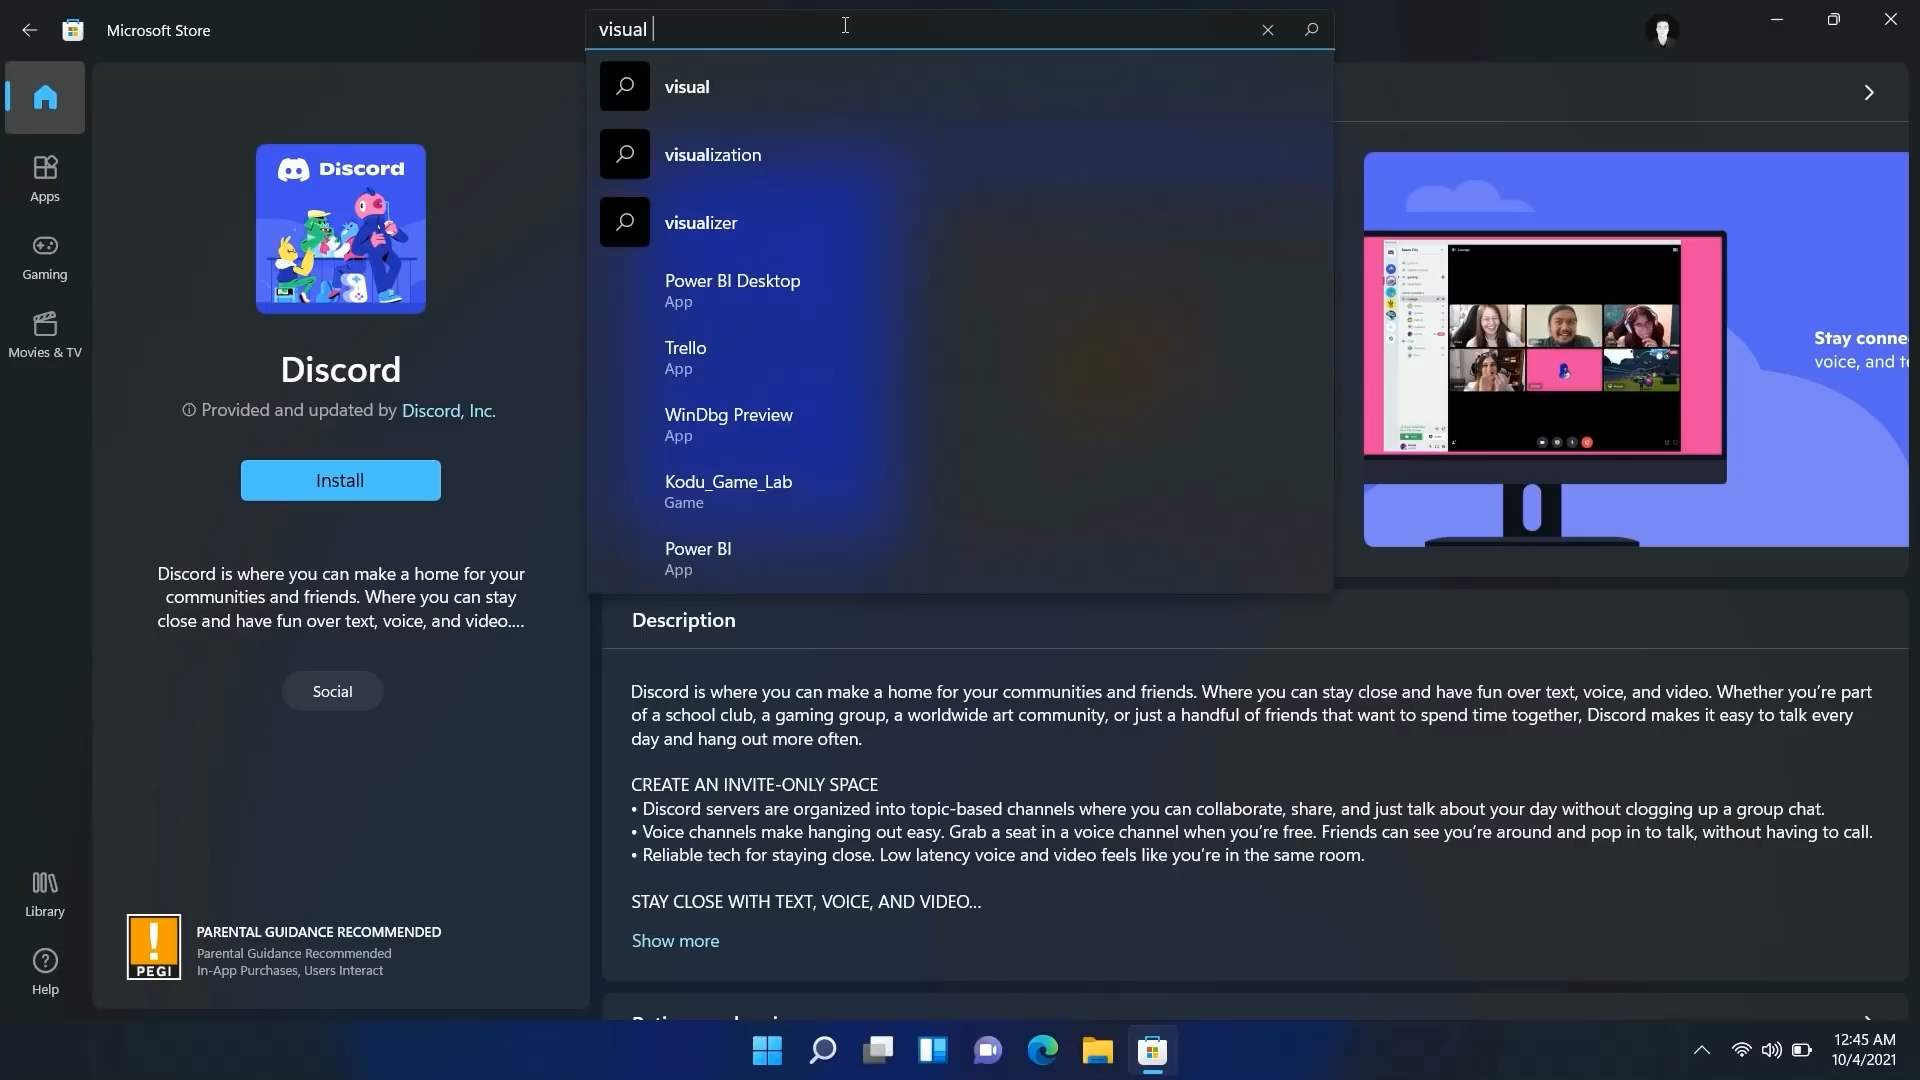 Microsoft Store
visual
visual
visualization
visualizer
Power BI Desktop
App
Trello
App
WinDbg Preview
App
Kodu_Game_Lab
Game
Power BI
App
Apps
Gaming
Movies & TV
Library
Help
Discord
Discord
Provided and updated by Discord, Inc.
Install
Discord is where you can make a home for your
communities and friends. Where you can stay
close and have fun over text, voice, and video....
Social
PEGI
PARENTAL GUIDANCE RECOMMENDED
Parental Guidance Recommended
In-App Purchases, Users Interact
Stay conne
voice, and t
Description
Discord is where you can make a home for your communities and friends. Where you can stay close and have fun over text, voice, and video. Whether you’re part
of a school club, a gaming group, a worldwide art community, or just a handful of friends that want to spend time together, Discord makes it easy to talk every
day and hang out more often.
CREATE AN INVITE-ONLY SPACE
• Discord servers are organized into topic-based channels where you can collaborate, share, and just talk about your day without clogging up a group chat.
• Voice channels make hanging out easy. Grab a seat in a voice channel when you’re free. Friends can see you’re around and pop in to talk, without having to call.
• Reliable tech for staying close. Low latency voice and video feels like you’re in the same room.
STAY CLOSE WITH TEXT, VOICE, AND VIDEO...
Show more
12:45 AM
10/4/2021